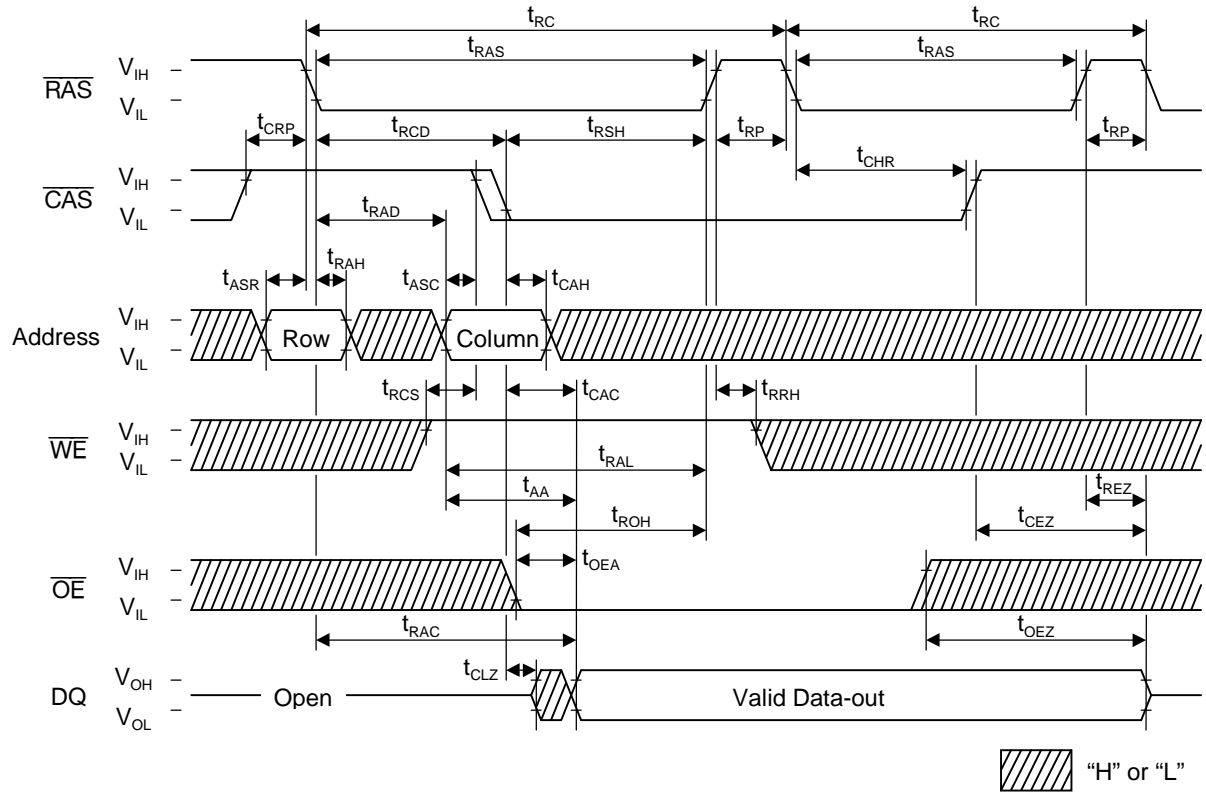 tRC tRC
tRAS tRAS
RAS VIH
VIL
tCRP tRCD tRSH tRP tCHR tRP
CAS VIH
VIL
tRAD
tASR tRAH tASC tCAH
Address VIH
VIL
Row Column
tRCS tCAC tRRH
WE VIH
VIL
tRAL
tAA tREZ
tROH tCEZ
OE VIH
VIL
tOEA
tRAC tOEZ
tCLZ
DQ VOH
VOL
Open Valid Data-out
“H” or “L”